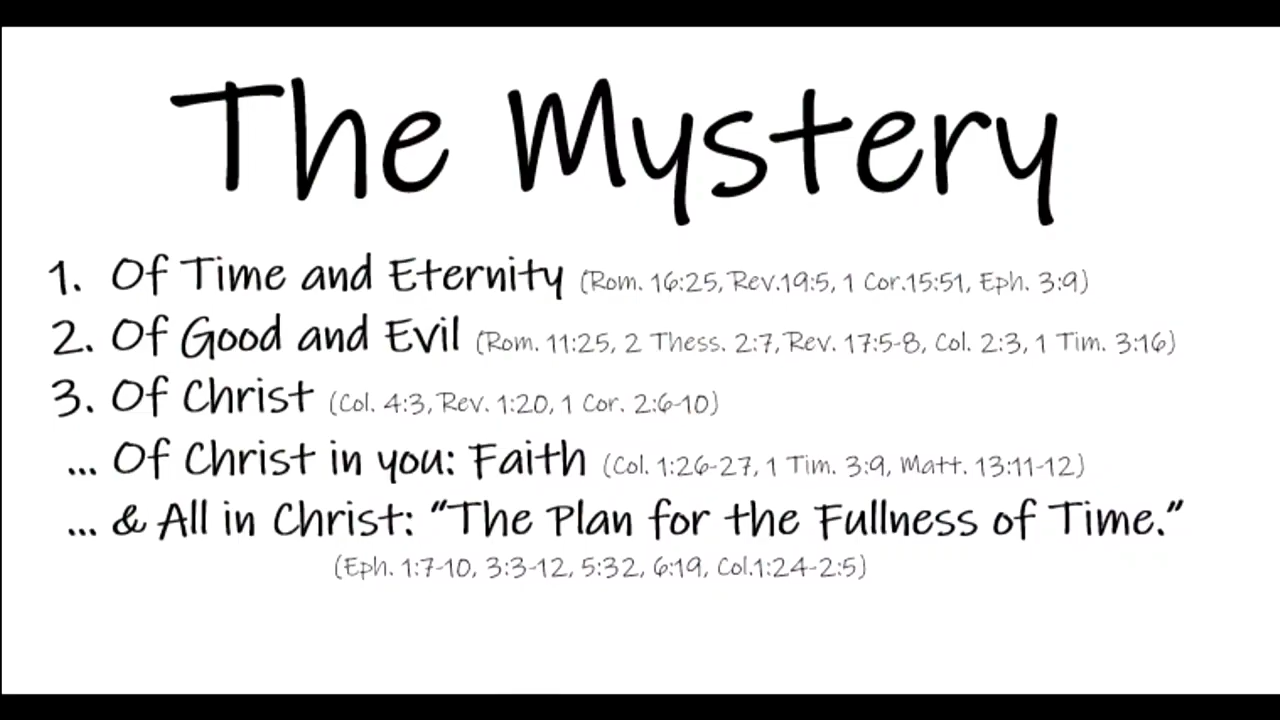 The Mystery
1. Of Time and Eternity (Rom. 16:25, Rev.19:5, 1 Cor.15:51, Eph. 3:9)
2. Of Good and Evil (Rom. 11:25, 2 Thess. 2:7, Rev. 17:5-8, Col. 2:3, 1 Tim. 3:16)
3. Of Christ (Col. 4:3, Rev. 1:20, 1 Cor. 2:6-10)
... Of Christ in you: Faith (Col. 1:26-27, 1 Tim. 3:9, Matt. 13:11-12)
... & All in Christ: “The Plan for the Fullness of Time.”
(Eph. 1:7-10, 3:3-12, 5:32, 6:19, Col.1:24-2:5)